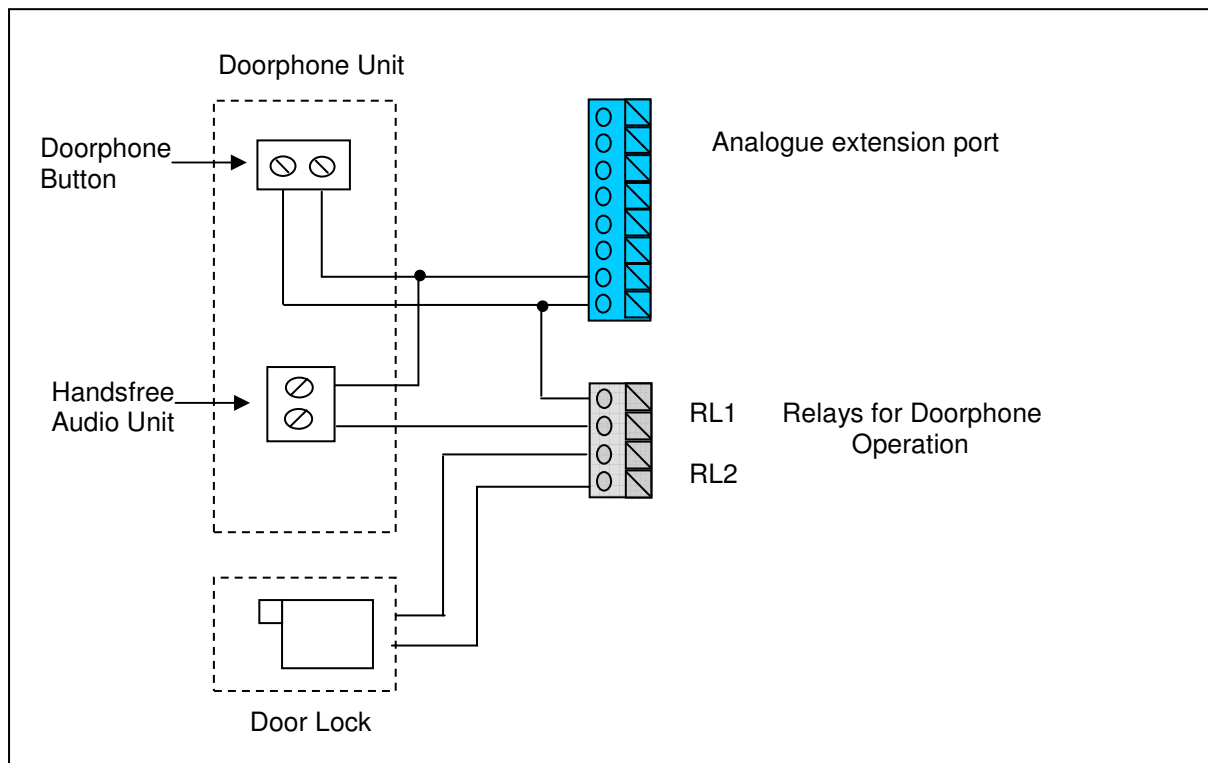 Doorphone Unit
Doorphone
Button
Analogue extension port
Handsfree
Audio Unit
RL1
Relays for Doorphone
Operation
RL2
Door Lock